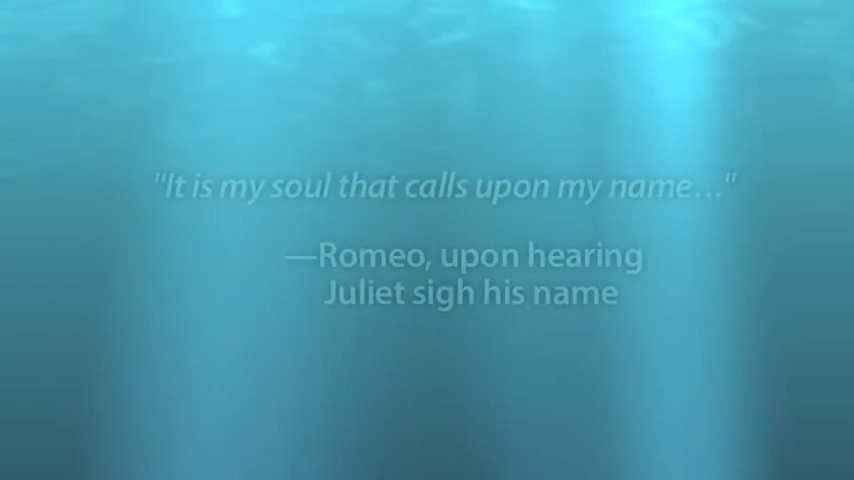 "It is my soul that calls upon my name…"
—Romeo, upon hearing
Juliet sigh his name